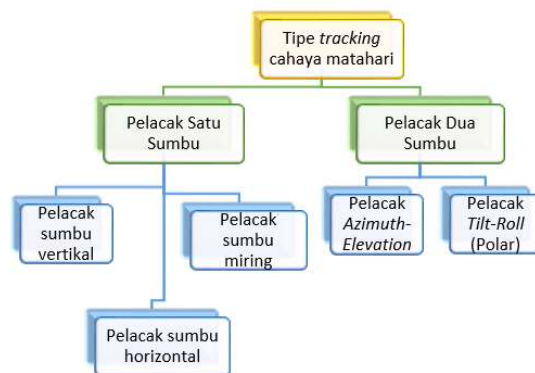 Tipe tracking
cahaya matahari
Pelacak Satu
Sumbu
Pelacak Dua
Sumbu
Pelacak
sumbu
vertikal
Pelacak
sumbu
miring
Pelacak
Azimuth-
Elevation
Pelacak
Tilt-Roll
(Polar)
Pelacak sumbu
horizontal